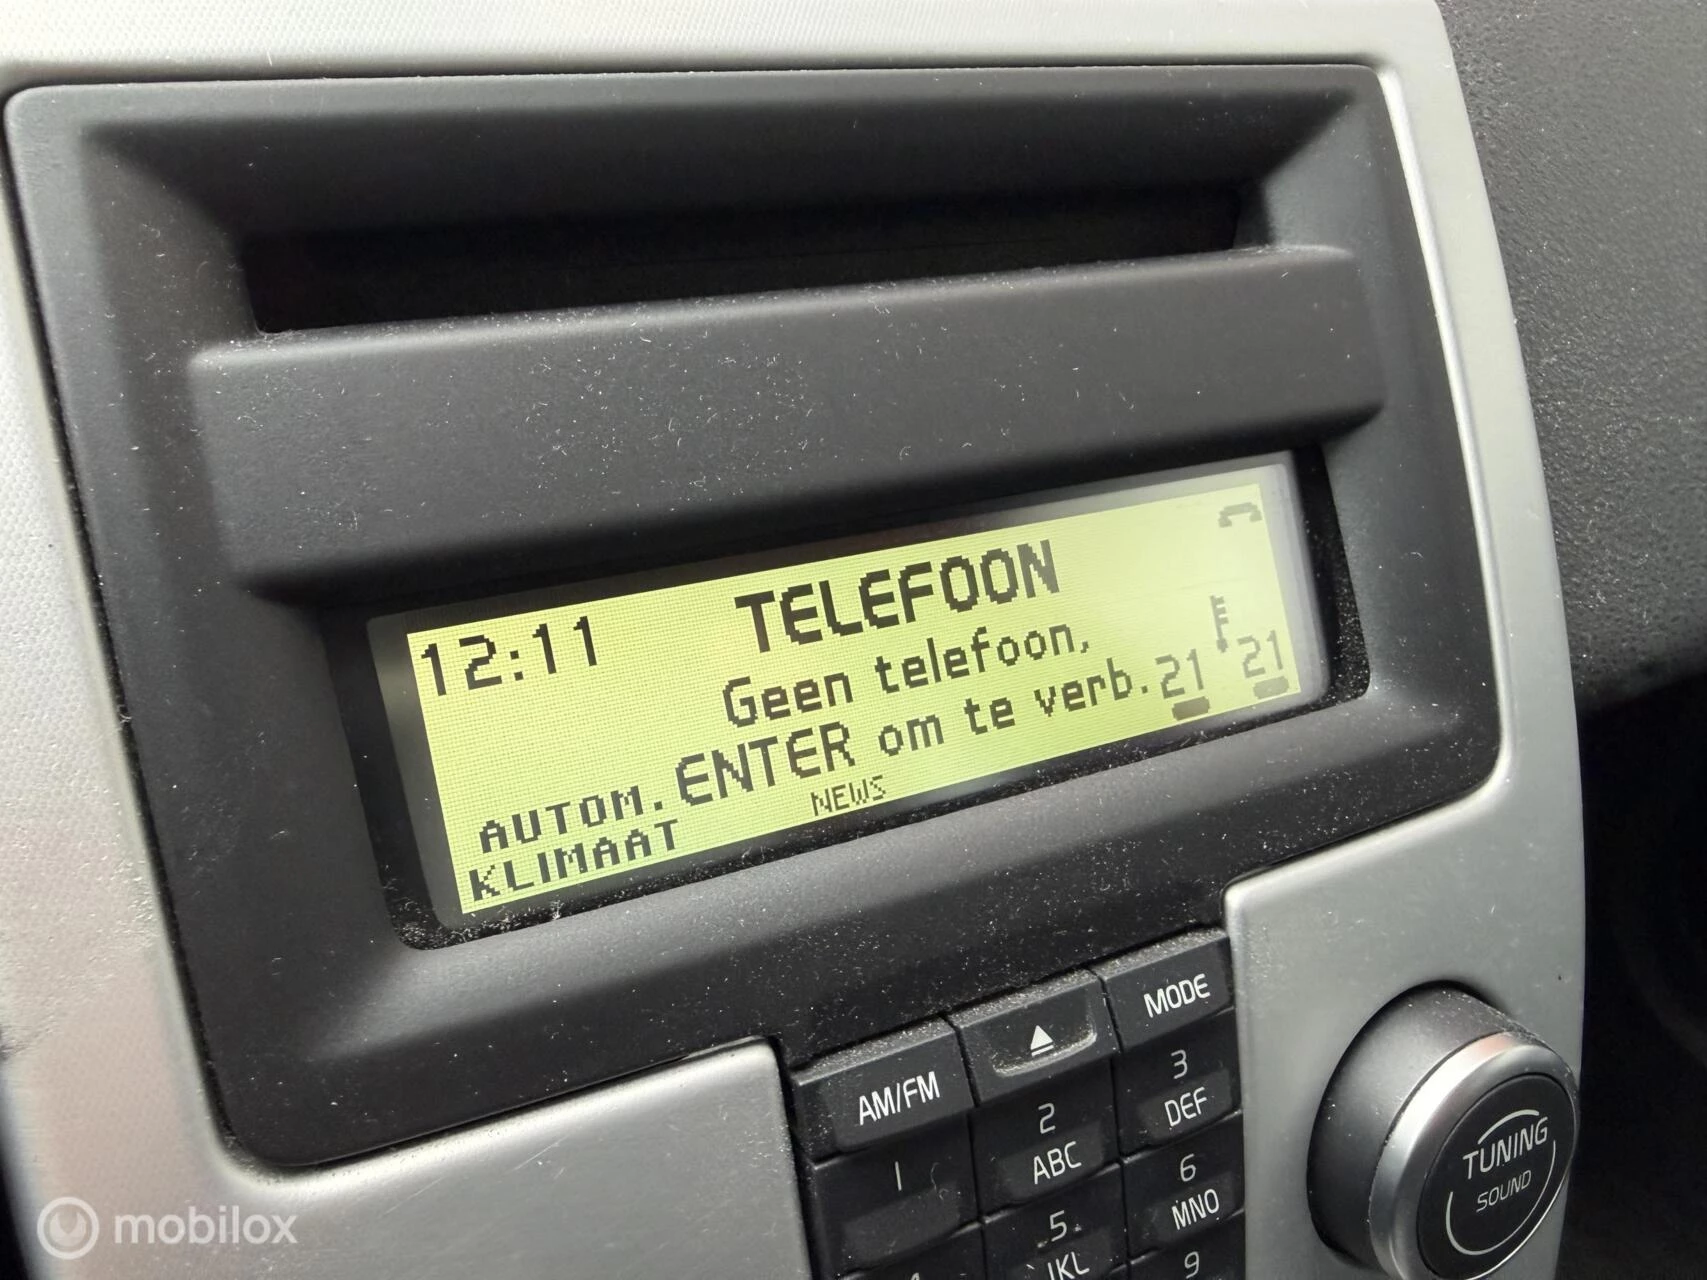 12:11
TELEFOON
Geen telefoon,
ENTER om te verb.
21 21
AUTOM.
KLIMAAT
NEWS
AM/FM
MODE
1
2
ABC
3
DEF
5
JKL
6
MNO
9
TUNING
SOUND
mobilox